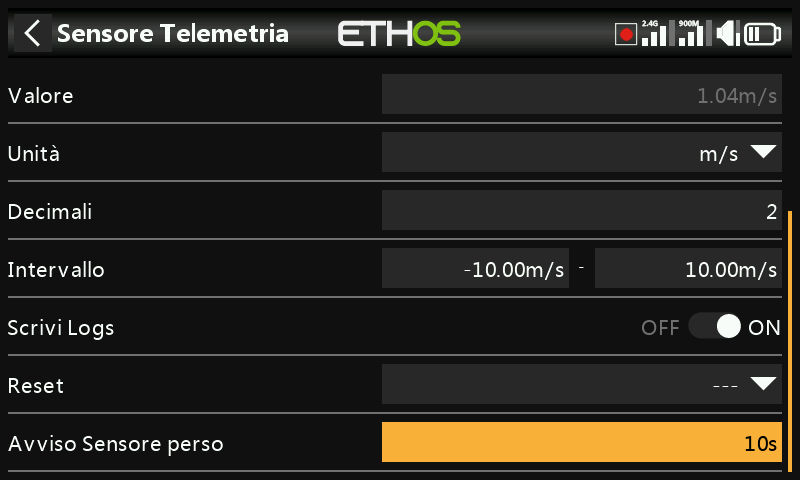 Sensore Telemetria ETHOS 2.4G 900M
Valore 1.04m/s
Unità m/s
Decimali 2
Intervallo -10.00m/s - 10.00m/s
Scrivi Logs OFF ON
Reset ---
Avviso Sensore perso 10s